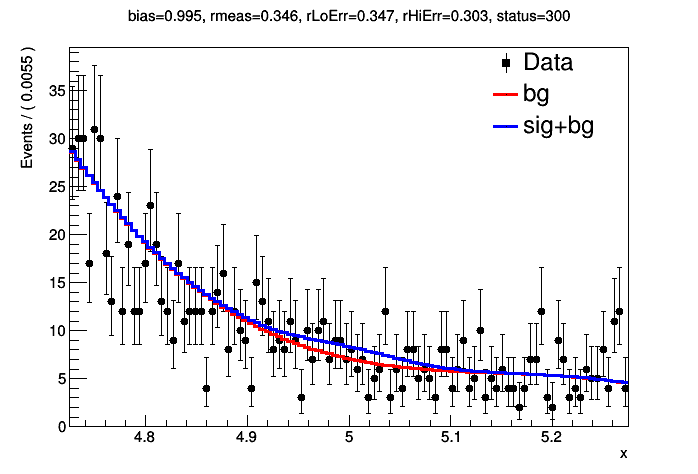 bias=0.995, rmeas=0.346, rLoErr=0.347, rHiErr=0.303, status=300
Events / ( 0.0055 )
35
30
25
20
15
10
5
0
Data
bg
sig+bg
4.8
4.9
5
5.1
5.2
x